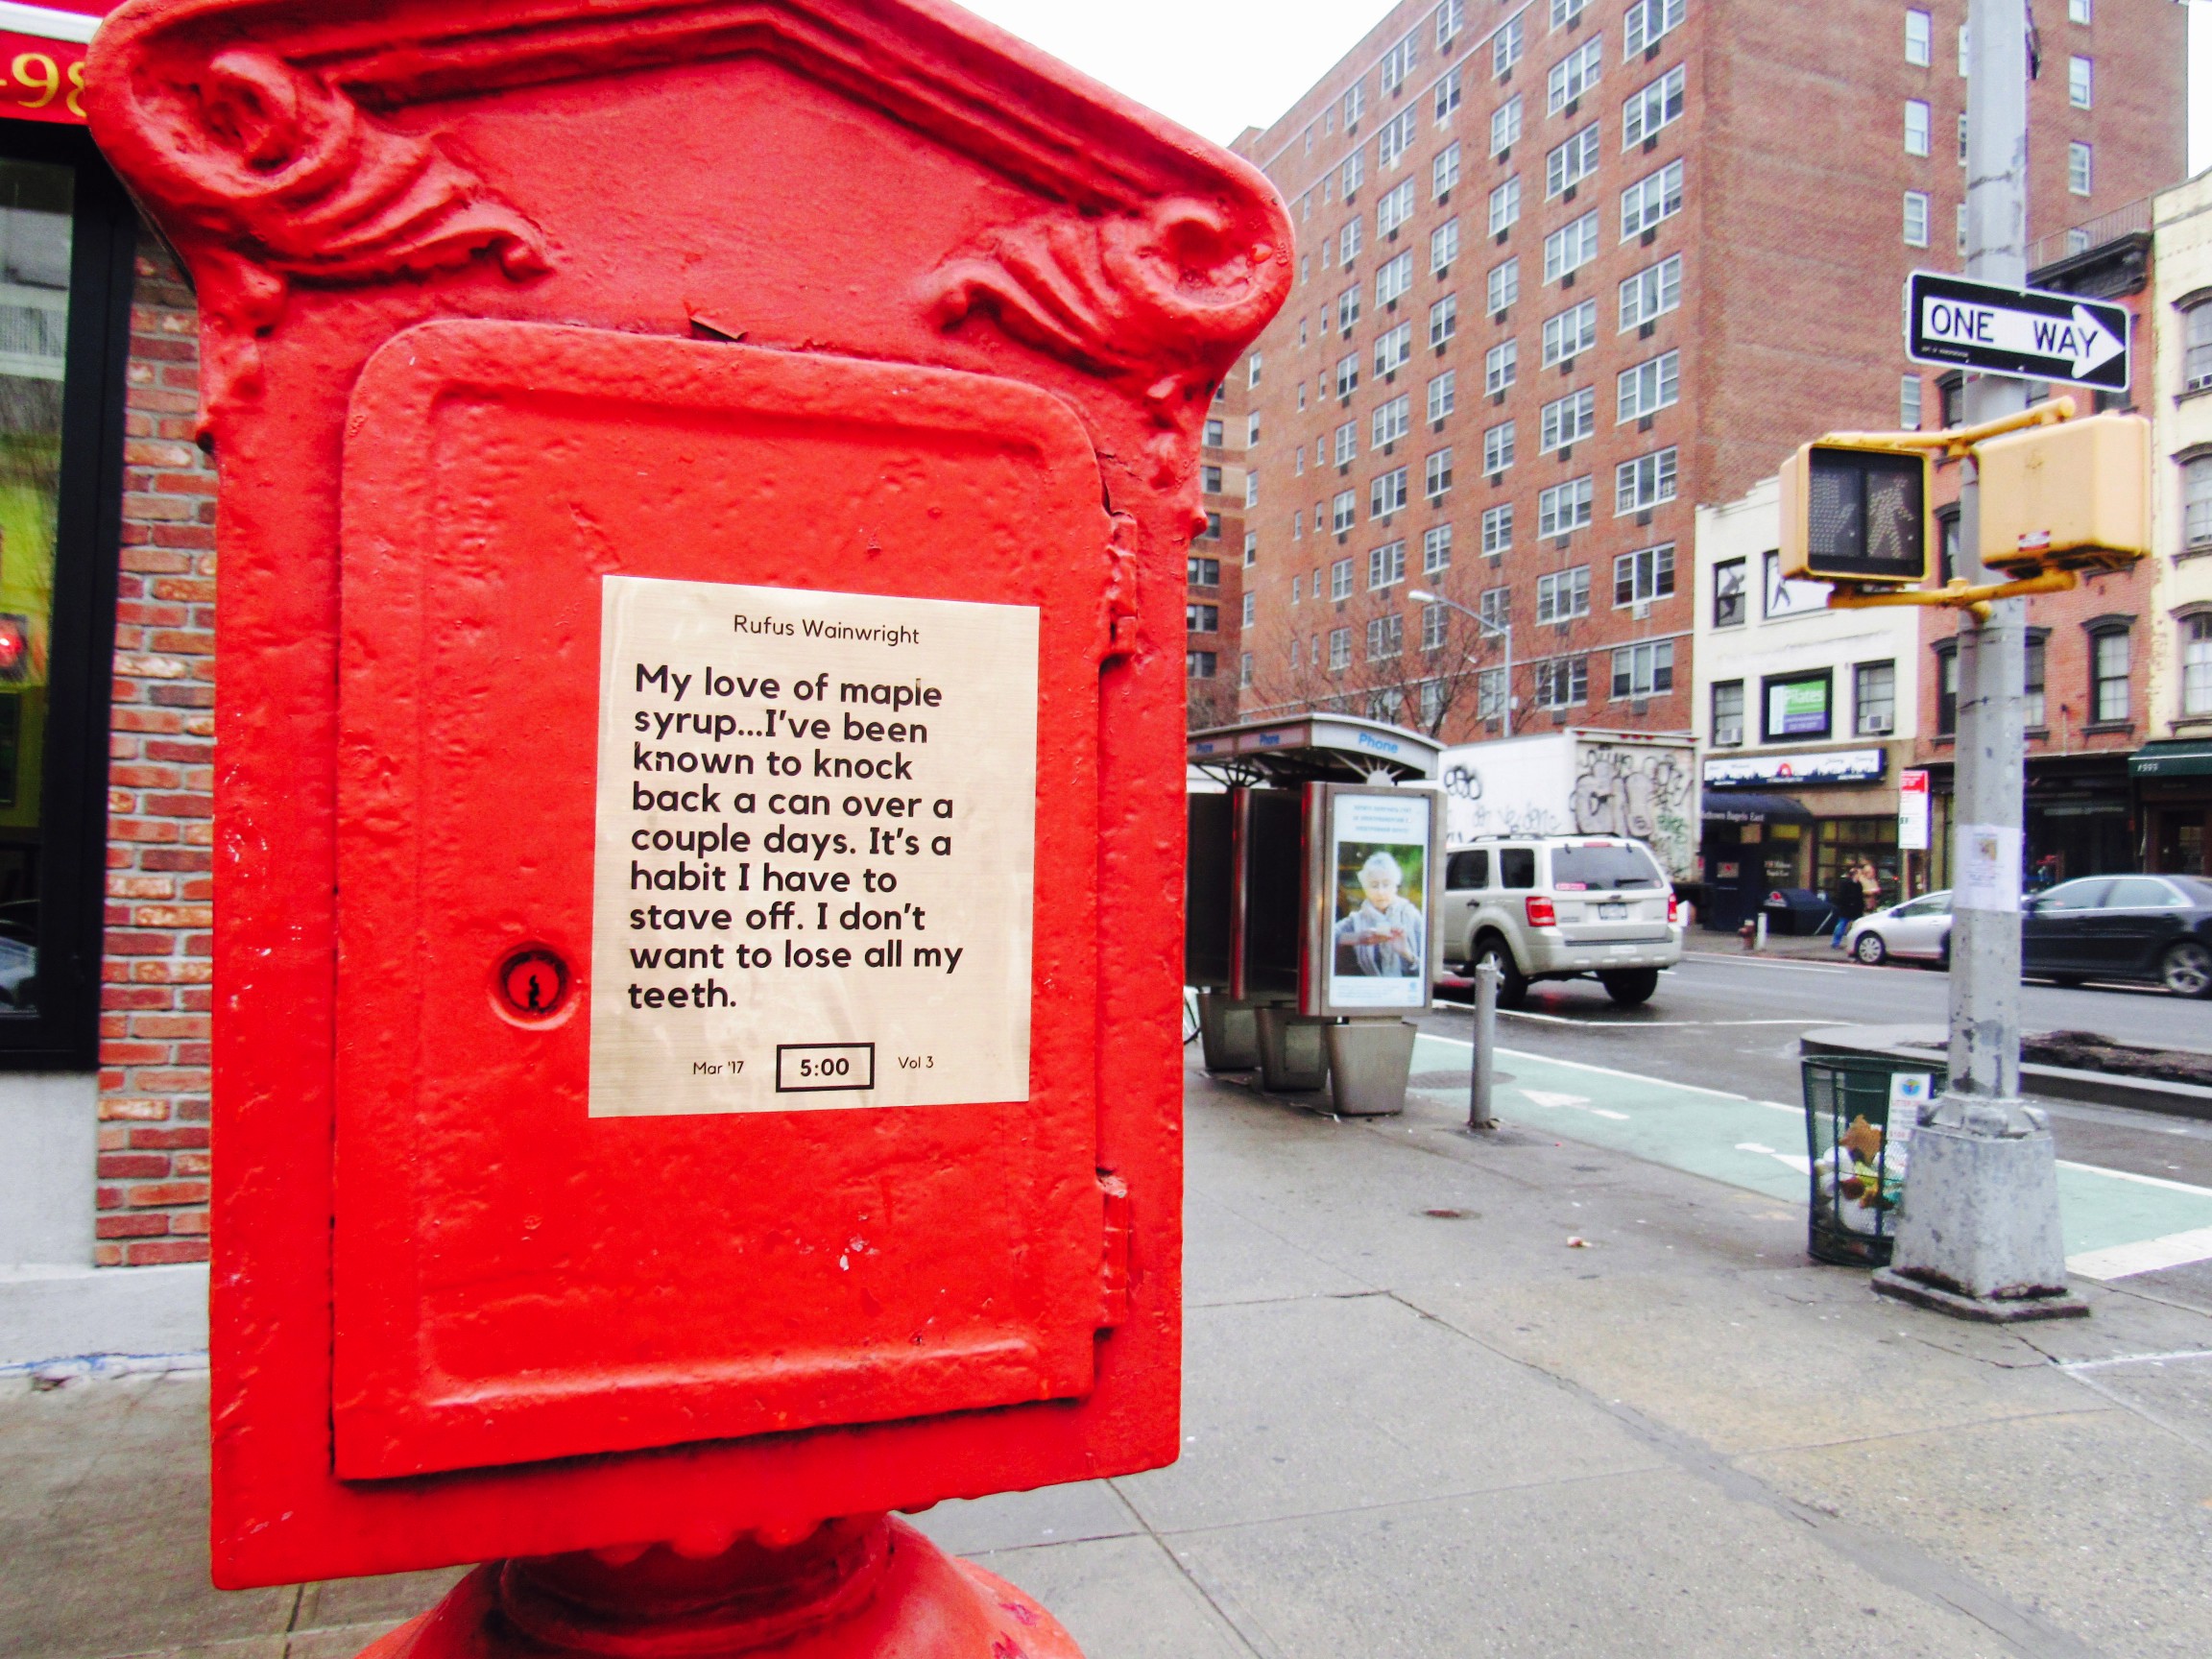 -98
Rufus Wainwright
My love of maple
syrup...I've been
known to knock
back a can over a
couple days. It's a
habit I have to
stave off. I don't
want to lose all my
teeth.
Mar '17
5:00
Vol 3
ONE WAY
Phone
Phone
Phone
Pilates